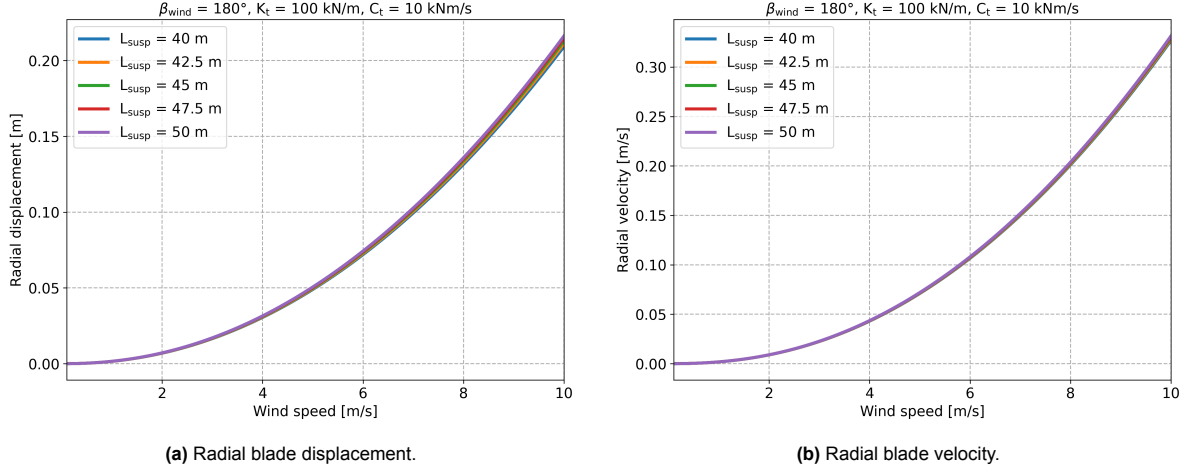 β_wind = 180°, K_t = 100 kN/m, C_t = 10 kNm/s
L_susp = 40 m
L_susp = 42.5 m
L_susp = 45 m
L_susp = 47.5 m
L_susp = 50 m
0.20
0.15
0.10
0.05
0.00
Radial displacement [m]
2 4 6 8 10
Wind speed [m/s]
(a) Radial blade displacement.
β_wind = 180°, K_t = 100 kN/m, C_t = 10 kNm/s
L_susp = 40 m
L_susp = 42.5 m
L_susp = 45 m
L_susp = 47.5 m
L_susp = 50 m
0.30
0.25
0.20
0.15
0.10
0.05
0.00
Radial velocity [m/s]
2 4 6 8 10
Wind speed [m/s]
(b) Radial blade velocity.